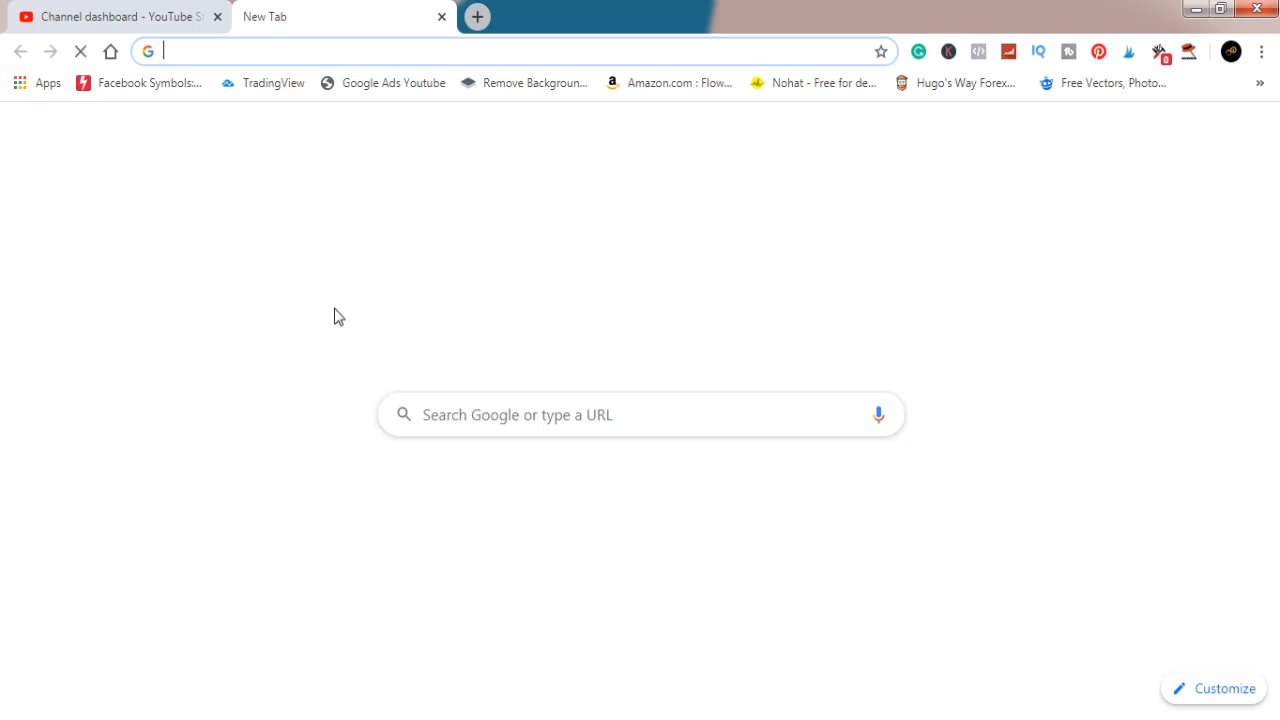 Channel dashboard - YouTube S
New Tab
Apps
Facebook Symbols:...
TradingView
Google Ads Youtube
Remove Backgroun...
Amazon.com : Flow...
Nohat - Free for de...
Hugo's Way Forex...
Free Vectors, Photo...
»
0
Search Google or type a URL
Customize